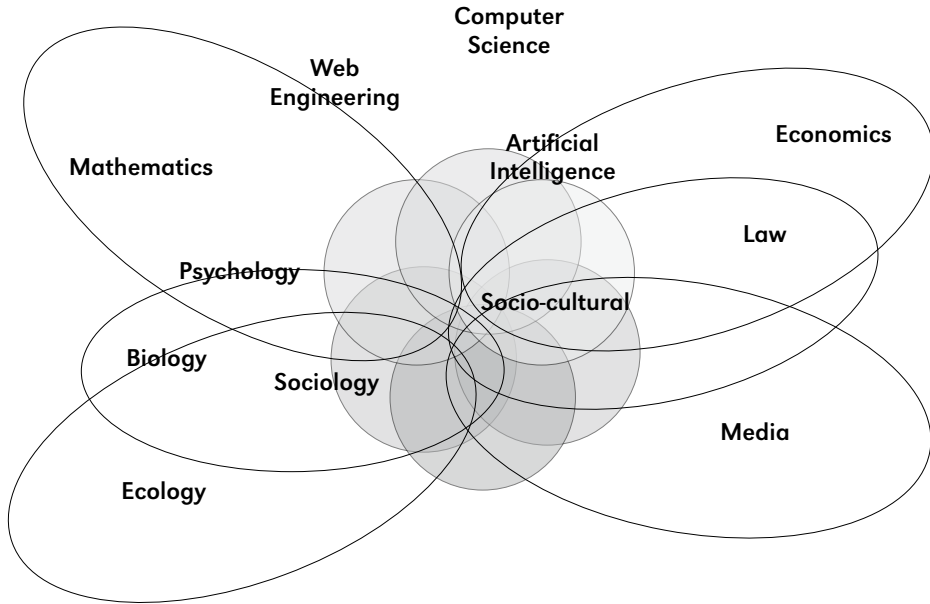 Computer
Science
Web
Engineering
Artificial
Intelligence
Economics
Mathematics
Law
Psychology
Socio-cultural
Biology
Sociology
Media
Ecology